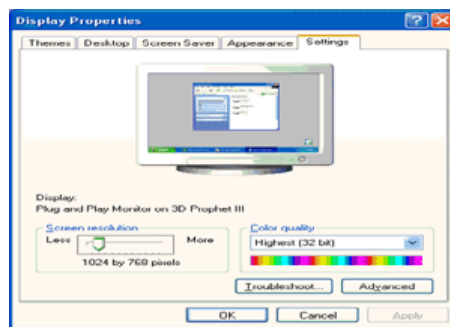 Display Properties
Themes Desktop Screen Saver Appearance Settings
Display:
Plug and Play Monitor on 3D Prophet III
Screen resolution
Less More
1024 by 768 pixels
Color quality
Highest (32 bit)
Troubleshoot... Advanced
OK Cancel Apply